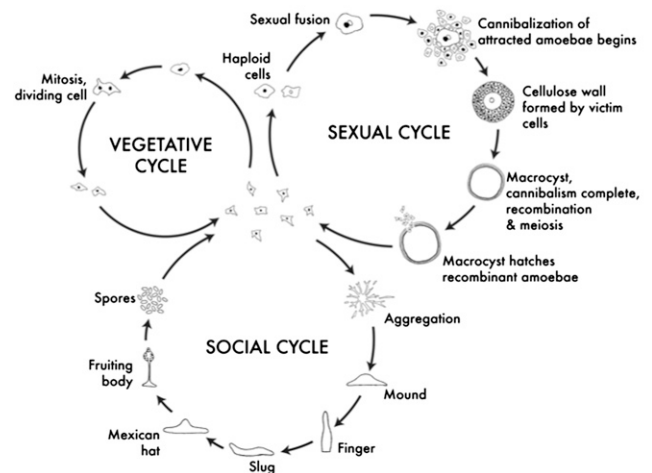 Sexual fusion
Cannibalization of
attracted amoebae begins
Haploid
cells
Mitosis,
dividing cell
Cellulose wall
formed by victim
cells
VEGETATIVE
CYCLE
SEXUAL CYCLE
Macrocyst,
cannibalism complete,
recombination
& meiosis
Macrocyst hatches
recombinant amoebae
Spores
Aggregation
SOCIAL CYCLE
Fruiting
body
Mound
Mexican
hat
Finger
Slug